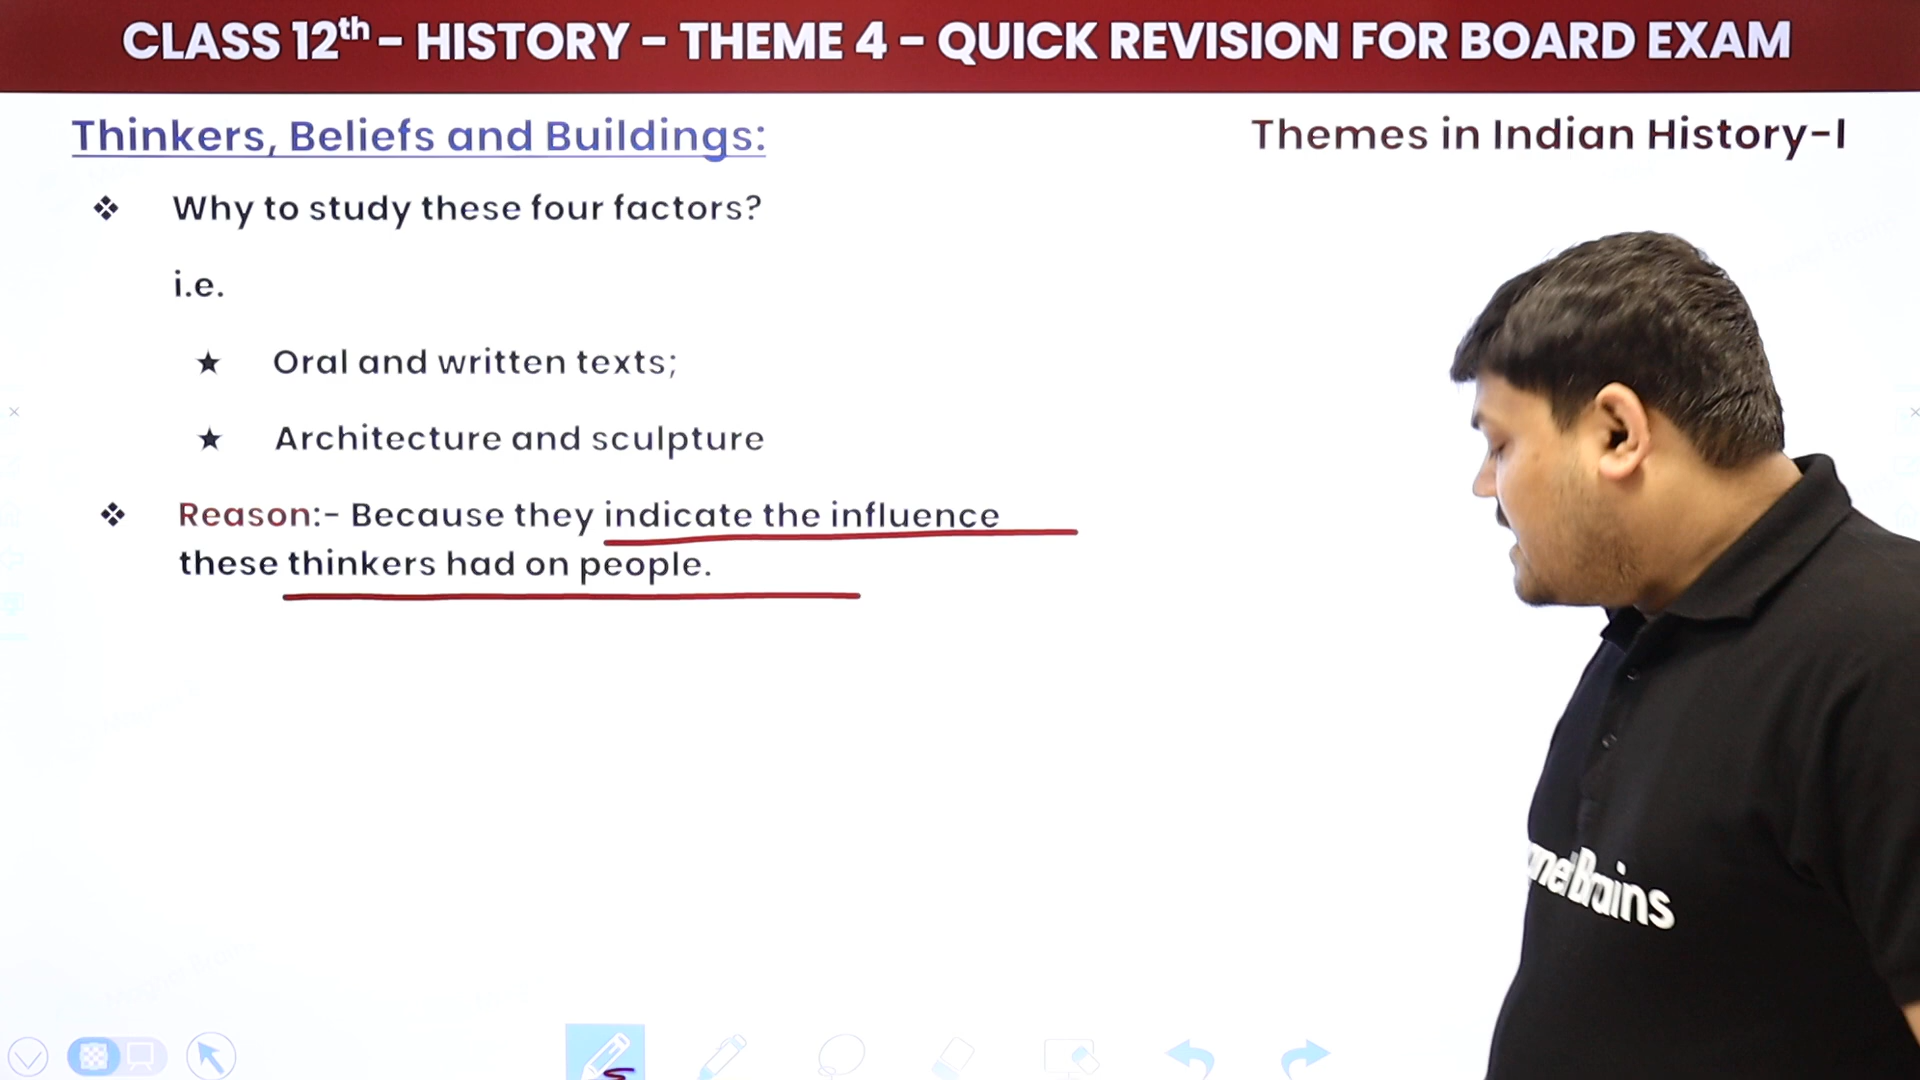 CLASS 12th - HISTORY - THEME 4 - QUICK REVISION FOR BOARD EXAM
Thinkers, Beliefs and Buildings:
Themes in Indian History-I
❖ Why to study these four factors?
i.e.
★ Oral and written texts;
★ Architecture and sculpture
❖ Reason:- Because they indicate the influence
these thinkers had on people.
Brains